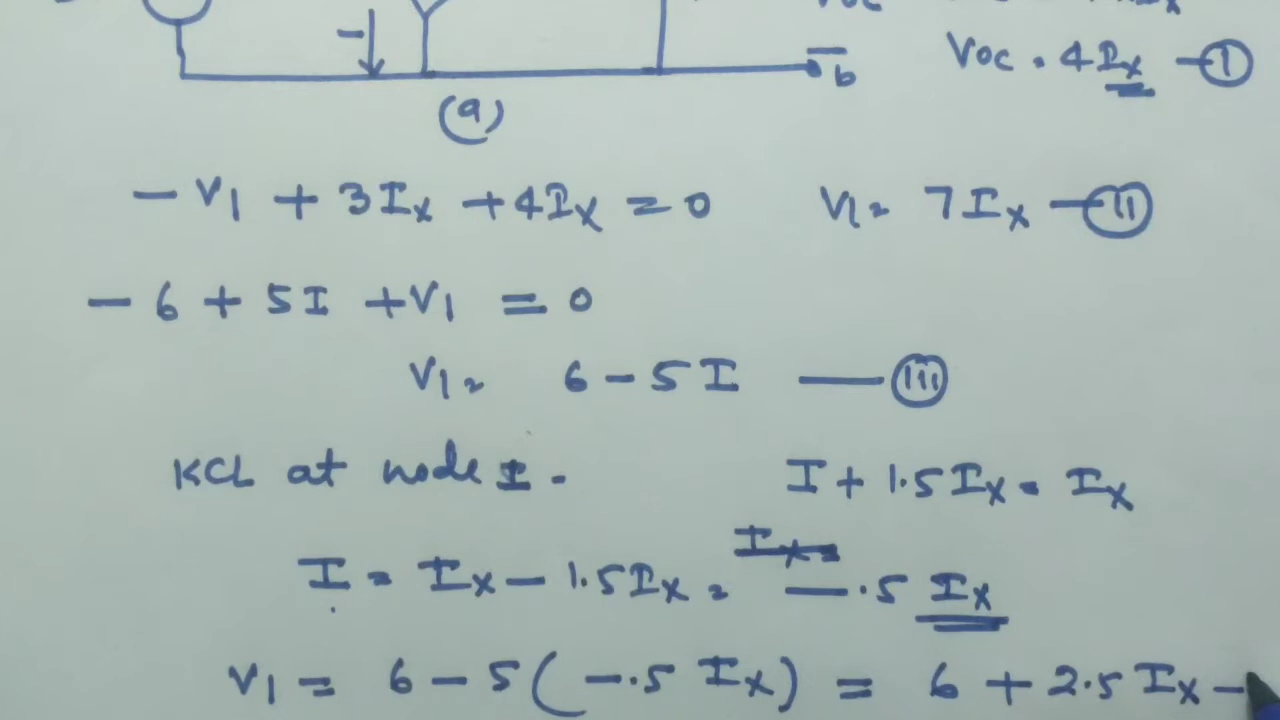 Voc = 4Ix — (I)
b
(a)
- V1 + 3Ix + 4Ix = 0 V1 = 7Ix — (II)
- 6 + 5I + V1 = 0
V1 = 6 - 5I — (III)
KCL at node 1 - I + 1.5Ix = Ix
I = Ix - 1.5Ix = - .5 Ix
V1 = 6 - 5(-.5 Ix) = 6 + 2.5 Ix -